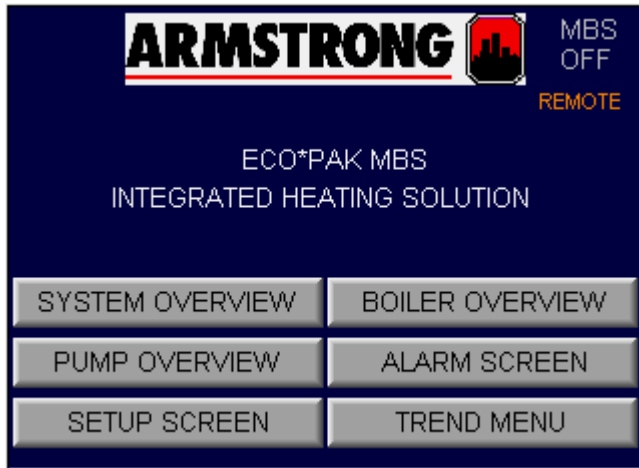 ARMSTRONG
MBS
OFF
REMOTE
ECO*PAK MBS
INTEGRATED HEATING SOLUTION
SYSTEM OVERVIEW
BOILER OVERVIEW
PUMP OVERVIEW
ALARM SCREEN
SETUP SCREEN
TREND MENU